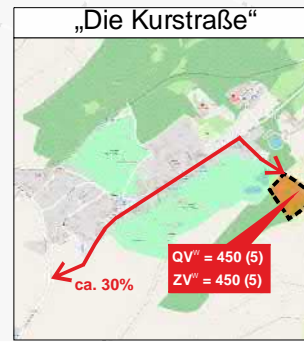 „Die Kurstraße“
QVᵂ = 450 (5)
ZVᵂ = 450 (5)
ca. 30%